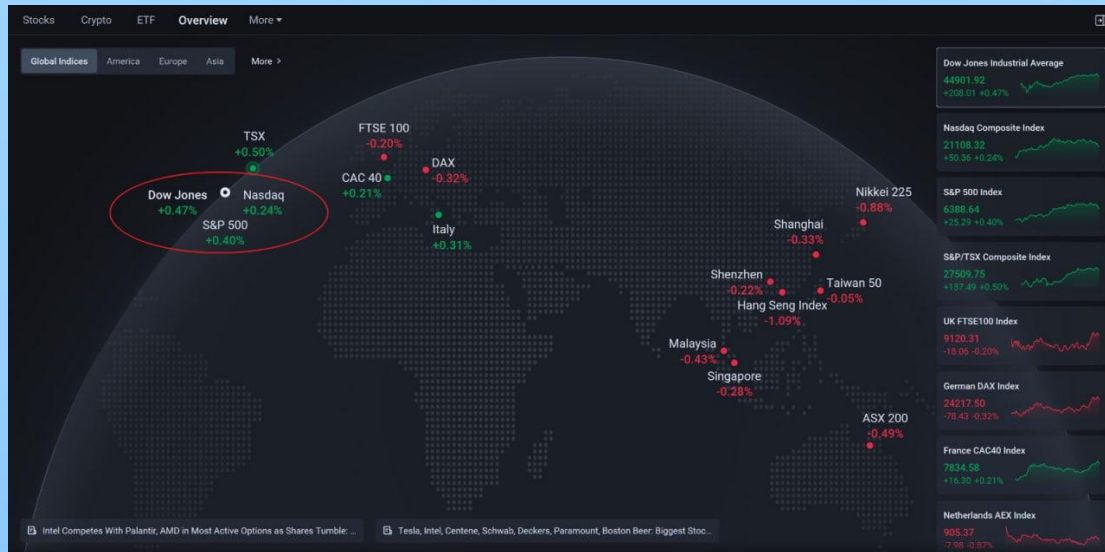 Stocks Crypto ETF Overview More
Global Indices America Europe Asia More >
TSX
+0.50%
Dow Jones
+0.47%
Nasdaq
+0.24%
S&P 500
+0.40%
FTSE 100
-0.20%
CAC 40
+0.21%
DAX
-0.32%
Italy
+0.31%
Nikkei 225
-0.88%
Shanghai
-0.33%
Shenzhen
-0.22%
Taiwan 50
-0.05%
Hang Seng Index
-1.09%
Malaysia
-0.43%
Singapore
-0.28%
ASX 200
-0.49%
Dow Jones Industrial Average
44901.92
+208.01 +0.47%
Nasdaq Composite Index
21108.32
+50.36 +0.24%
S&P 500 Index
6388.64
+25.29 +0.40%
S&P/TSX Composite Index
27509.75
+137.49 +0.50%
UK FTSE100 Index
9120.31
-18.06 -0.20%
German DAX Index
24217.50
-78.43 -0.32%
France CAC40 Index
7834.58
+16.30 +0.21%
Netherlands AEX Index
905.37
-7.98 -0.87%
Intel Competes With Palantir, AMD in Most Active Options as Shares Tumble: ...
Tesla, Intel, Centene, Schwab, Deckers, Paramount, Boston Beer: Biggest Stoc...